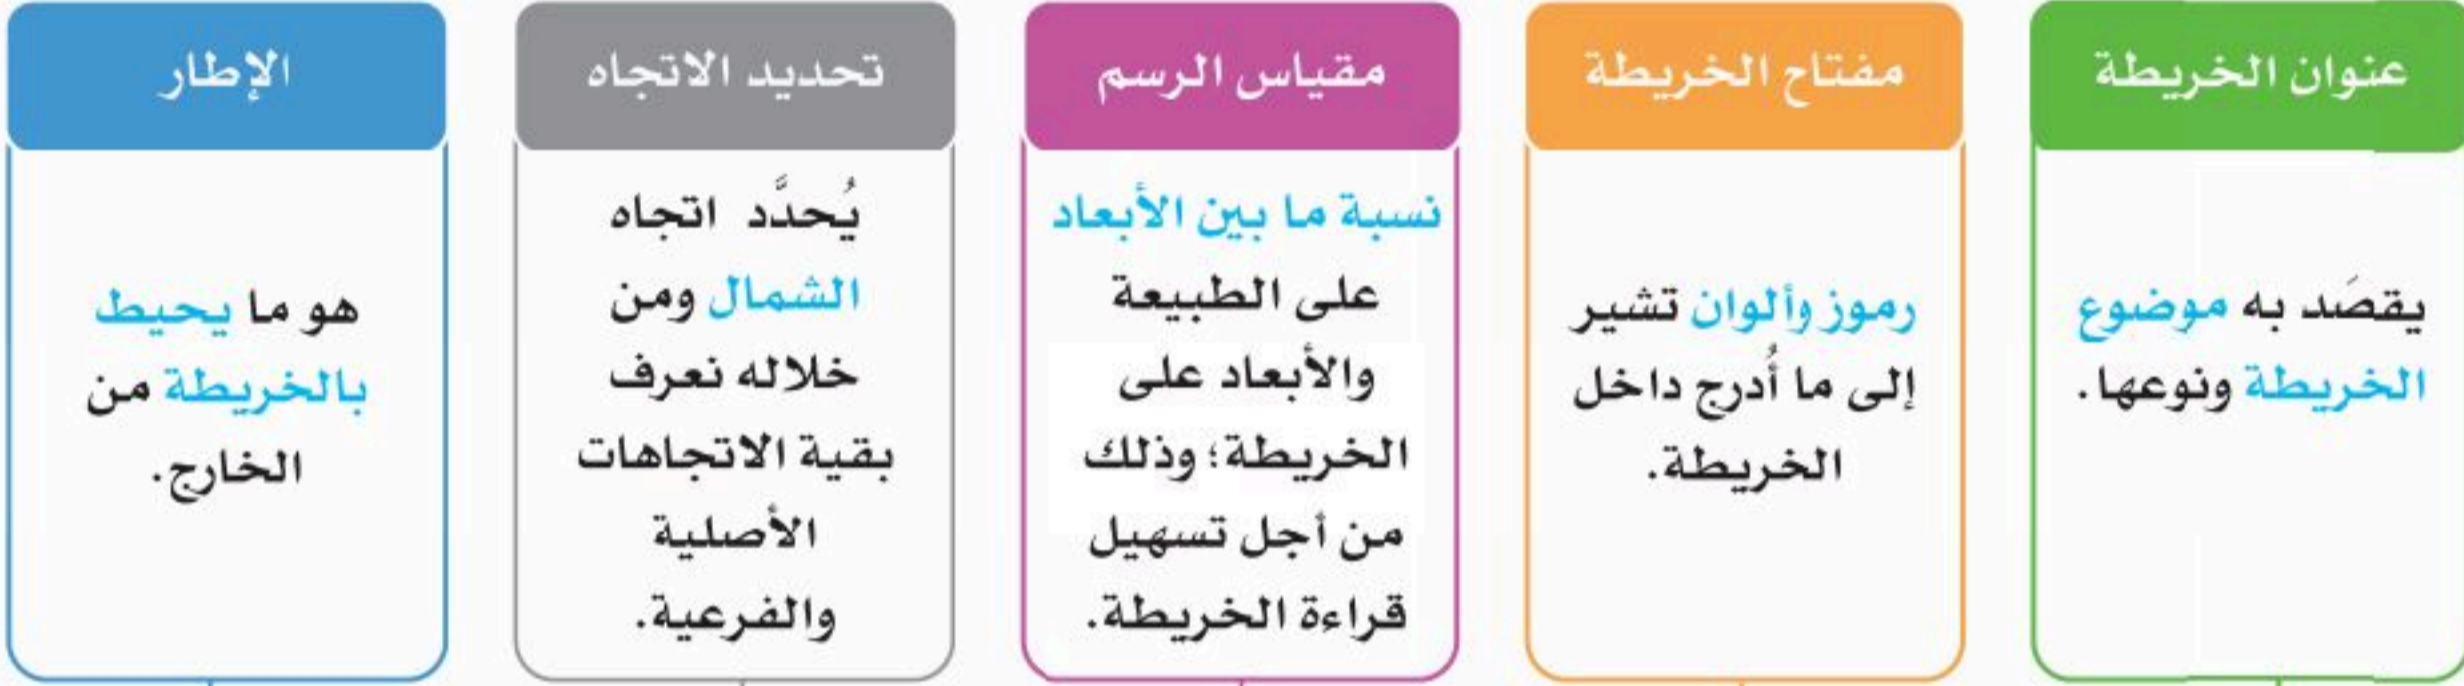 عنوان الخريطة
يقصَد به موضوع
الخريطة ونوعها.
مفتاح الخريطة
رموز وألوان تشير
إلى ما أُدرج داخل
الخريطة.
مقياس الرسم
نسبة ما بين الأبعاد
على الطبيعة
والأبعاد على
الخريطة؛ وذلك
من أجل تسهيل
قراءة الخريطة.
تحديد الاتجاه
يُحدَّد اتجاه
الشمال ومن
خلاله نعرف
بقية الاتجاهات
الأصلية
والفرعية.
الإطار
هو ما يحيط
بالخريطة من
الخارج.